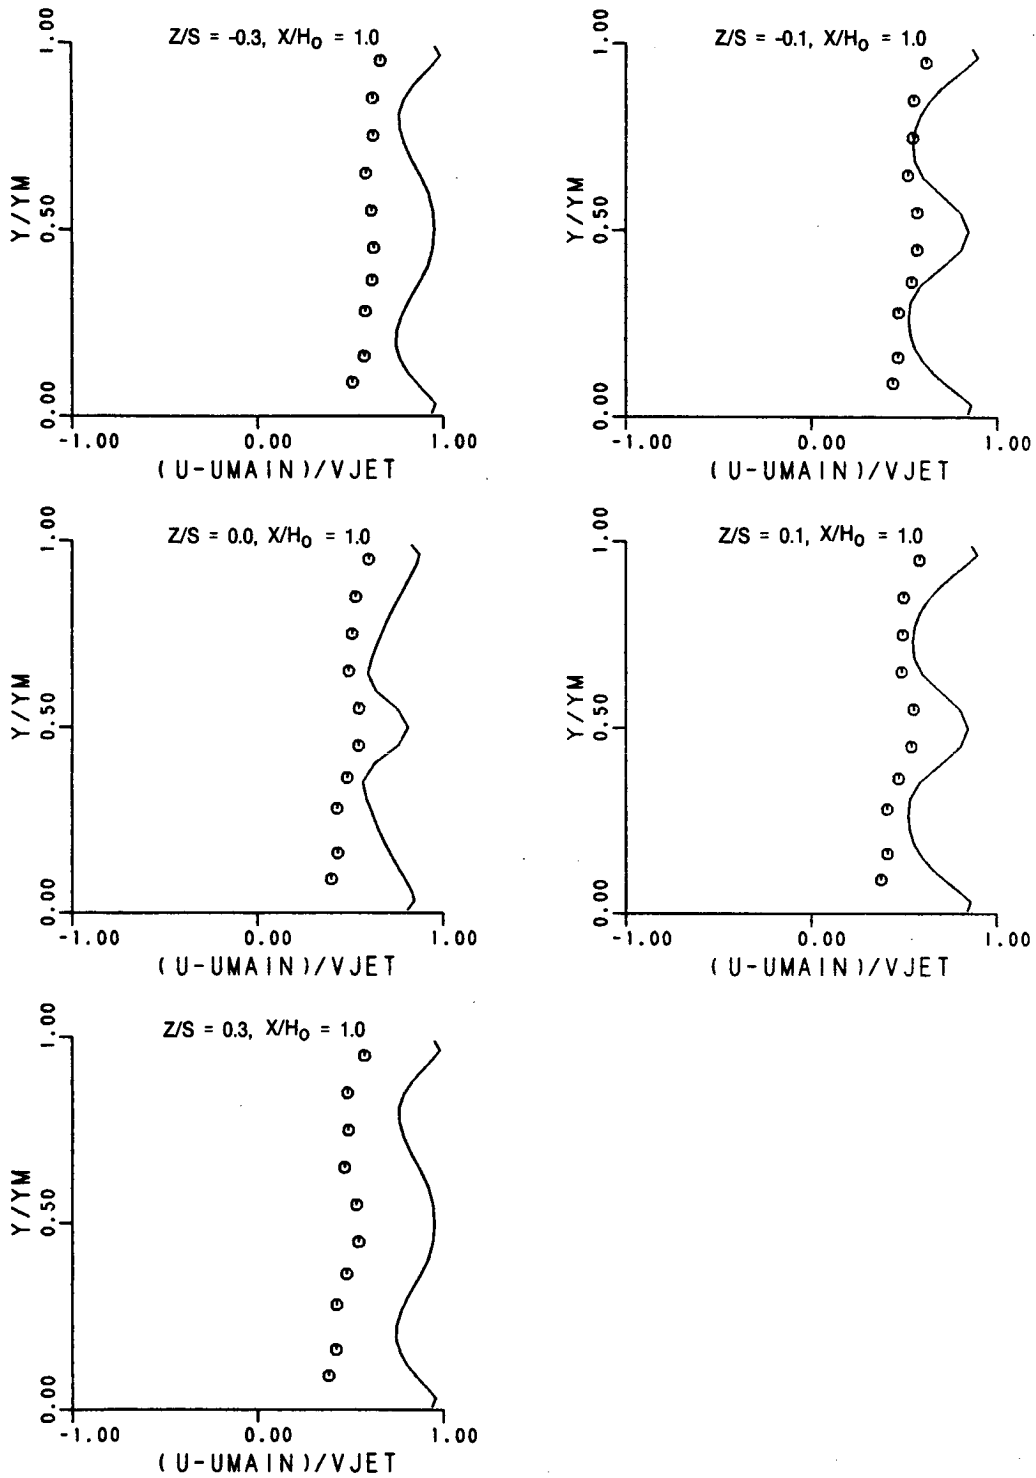 Z/S = -0.3, X/H₀ = 1.0
1.00
Y/YM
0.50
0.00
-1.00 0.00 1.00
(U-UMAIN)/VJET
Z/S = -0.1, X/H₀ = 1.0
1.00
Y/YM
0.50
0.00
-1.00 0.00 1.00
(U-UMAIN)/VJET
Z/S = 0.0, X/H₀ = 1.0
1.00
Y/YM
0.50
0.00
-1.00 0.00 1.00
(U-UMAIN)/VJET
Z/S = 0.1, X/H₀ = 1.0
1.00
Y/YM
0.50
0.00
-1.00 0.00 1.00
(U-UMAIN)/VJET
Z/S = 0.3, X/H₀ = 1.0
1.00
Y/YM
0.50
0.00
-1.00 0.00 1.00
(U-UMAIN)/VJET